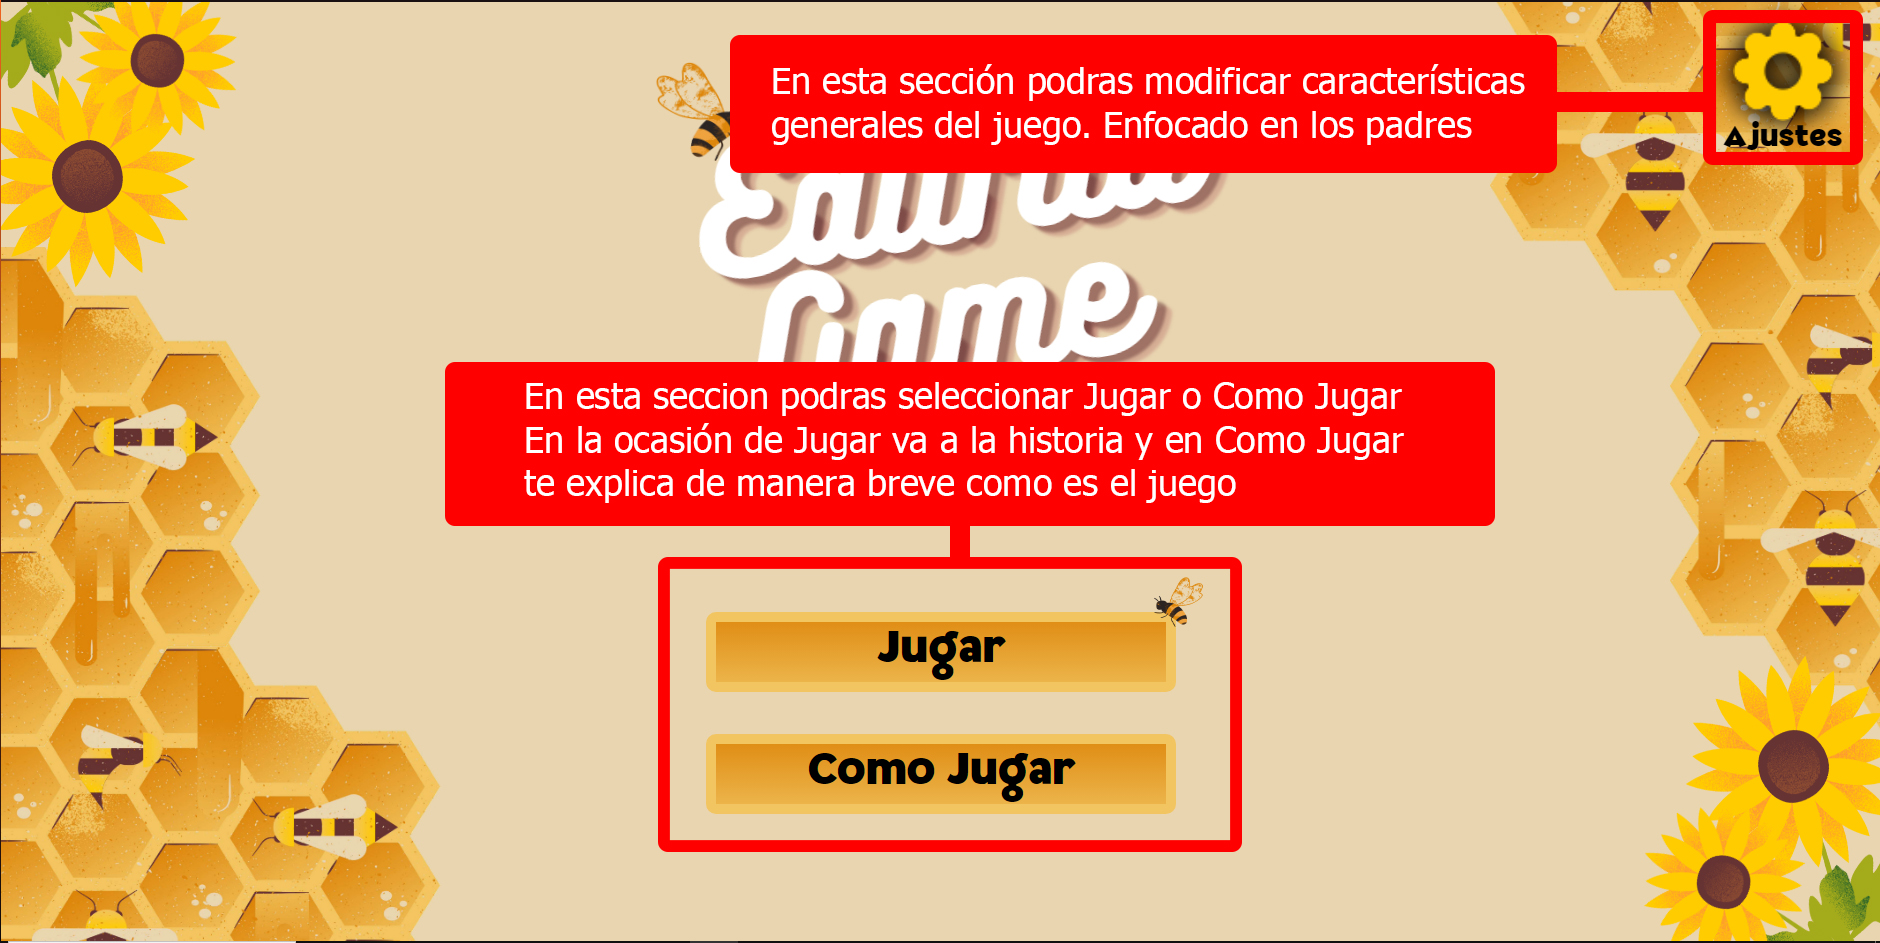 En esta sección podras modificar características
generales del juego. Enfocado en los padres
Ajustes
Game
En esta seccion podras seleccionar Jugar o Como Jugar
En la ocasión de Jugar va a la historia y en Como Jugar
te explica de manera breve como es el juego
Jugar
Como Jugar